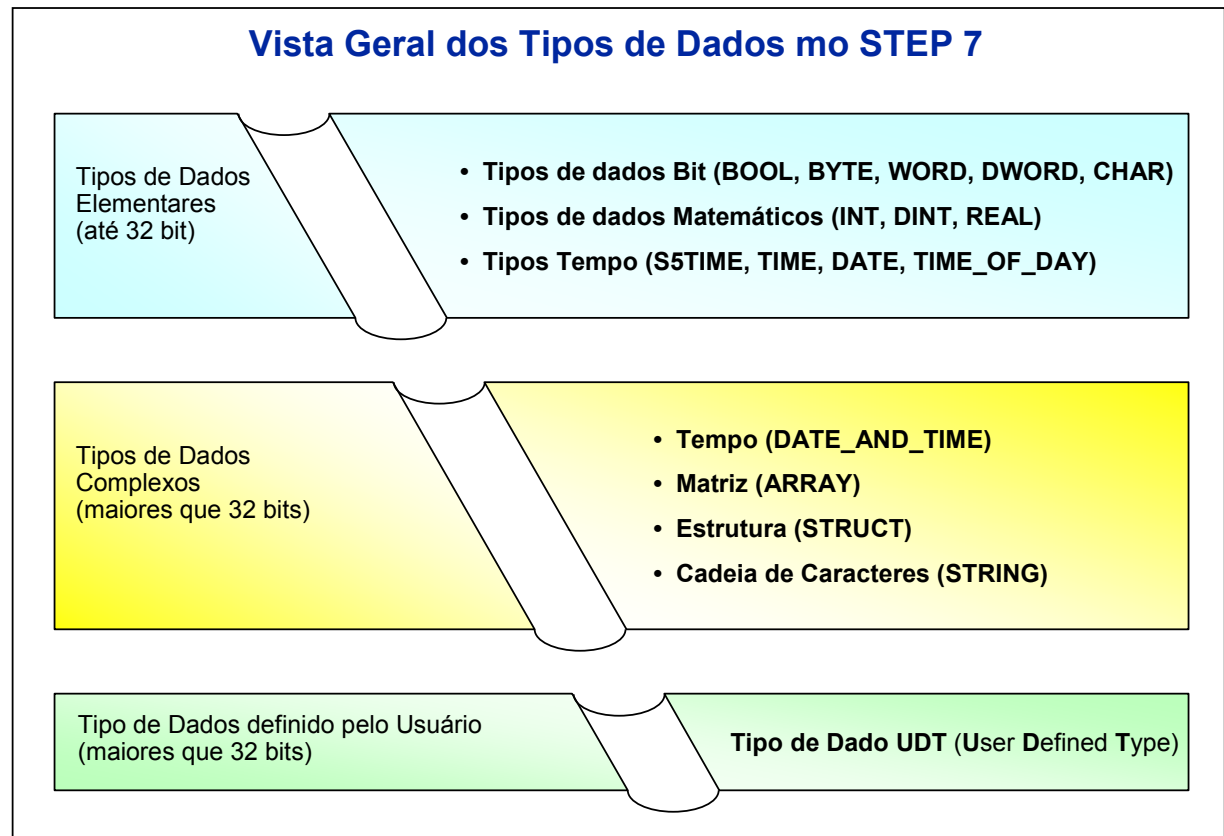 Vista Geral dos Tipos de Dados mo STEP 7
Tipos de Dados
Elementares
(até 32 bit)
• Tipos de dados Bit (BOOL, BYTE, WORD, DWORD, CHAR)
• Tipos de dados Matemáticos (INT, DINT, REAL)
• Tipos Tempo (S5TIME, TIME, DATE, TIME_OF_DAY)
Tipos de Dados
Complexos
(maiores que 32 bits)
• Tempo (DATE_AND_TIME)
• Matriz (ARRAY)
• Estrutura (STRUCT)
• Cadeia de Caracteres (STRING)
Tipo de Dados definido pelo Usuário
(maiores que 32 bits)
Tipo de Dado UDT (User Defined Type)